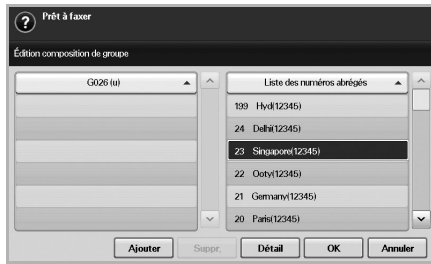 Prêt à faxer
Édition composition de groupe
G026 (u)
Liste des numéros abrégés
199 Hyd(12345)
24 Delhi(12345)
23 Singapore(12345)
22 Ooty(12345)
21 Germany(12345)
20 Paris(12345)
Ajouter
Suppr.
Détail
OK
Annuler